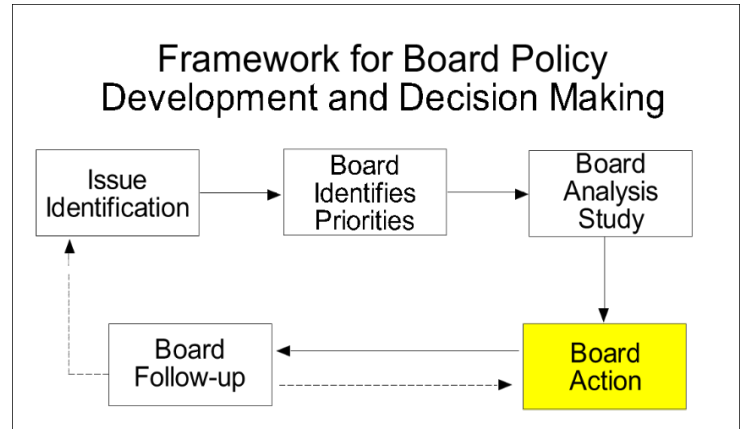 Framework for Board Policy
Development and Decision Making
Issue
Identification
Board
Identifies
Priorities
Board
Analysis
Study
Board
Follow-up
Board
Action